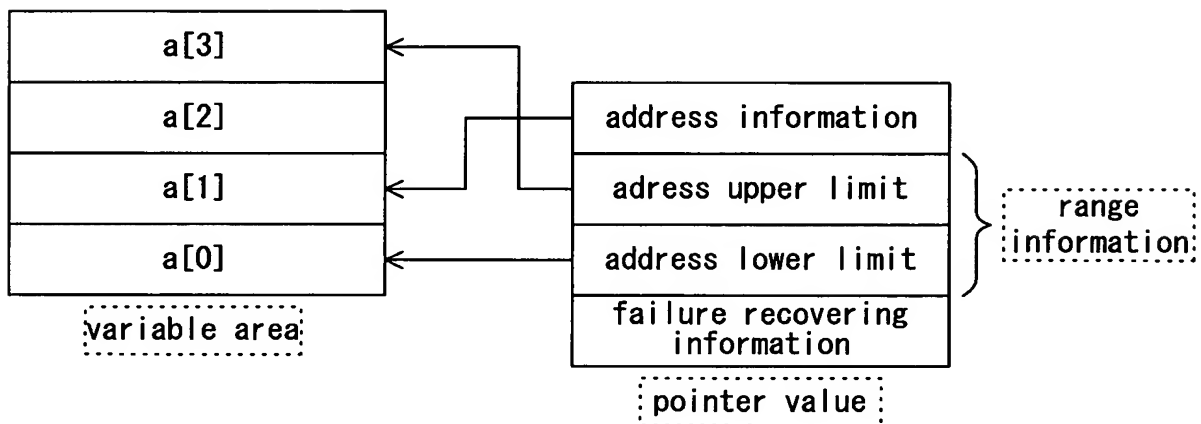 a[3]
a[2]
a[1]
a[0]
variable area
address information
adress upper limit
address lower limit
failure recovering
information
pointer value
range
information